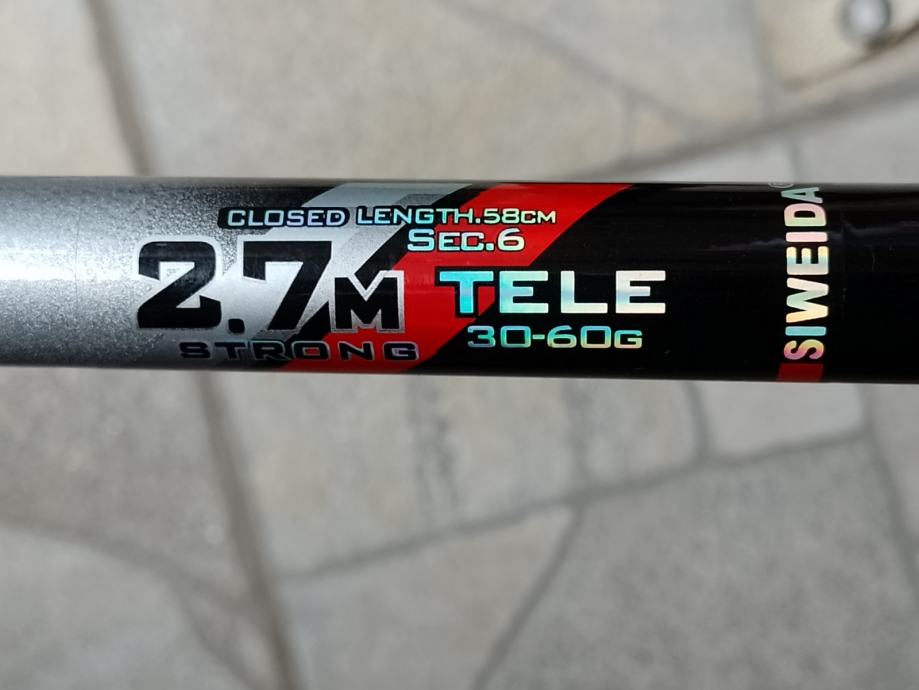 CLOSED LENGTH.58CM
SEC.6
2.7M TELE
30-60G
STRONG
SIWEIDA